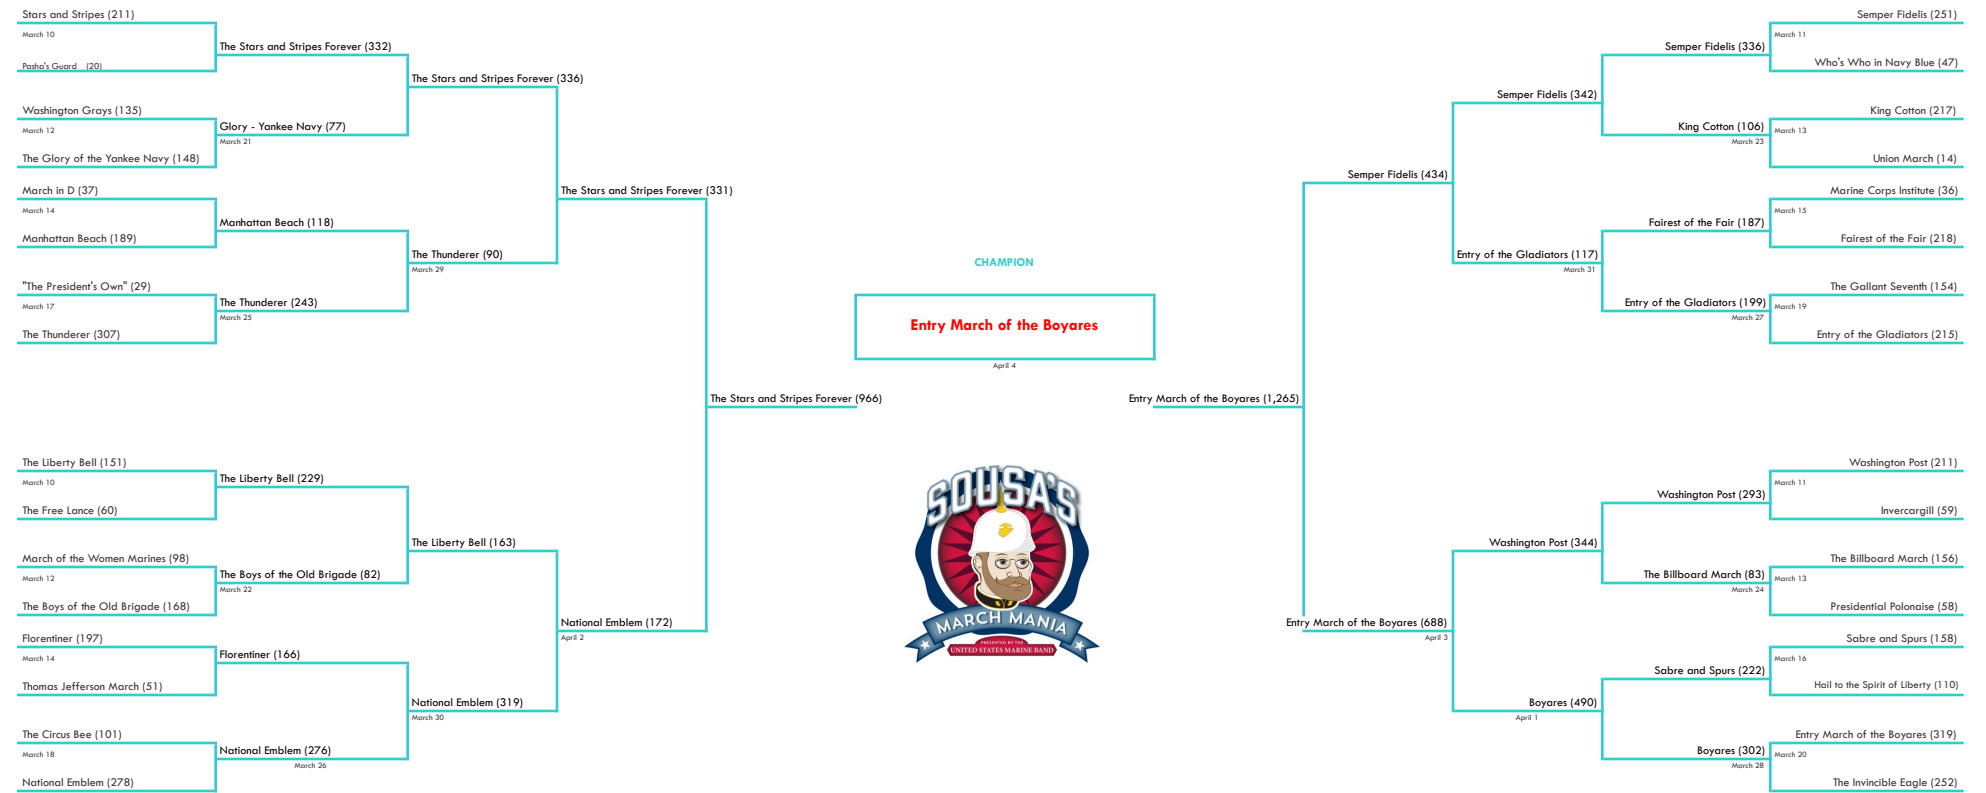 Stars and Stripes (211)
March 10
Pasha's Guard (20)
Washington Grays (135)
March 12
The Glory of the Yankee Navy (148)
March in D (37)
March 14
Manhattan Beach (189)
"The President's Own" (29)
March 17
The Thunderer (307)
The Liberty Bell (151)
March 10
The Free Lance (60)
March of the Women Marines (98)
March 12
The Boys of the Old Brigade (168)
Florentiner (197)
March 14
Thomas Jefferson March (51)
The Circus Bee (101)
March 18
National Emblem (278)
The Stars and Stripes Forever (332)
Glory - Yankee Navy (77)
March 21
Manhattan Beach (118)
The Thunderer (243)
March 25
The Liberty Bell (229)
The Boys of the Old Brigade (82)
March 22
Florentiner (166)
National Emblem (276)
March 26
The Stars and Stripes Forever (336)
The Thunderer (90)
March 29
The Liberty Bell (163)
National Emblem (319)
March 30
The Stars and Stripes Forever (331)
National Emblem (172)
April 2
The Stars and Stripes Forever (966)
CHAMPION
Entry March of the Boyares
April 4
SOUSA'S
MARCH MANIA
PRESENTED BY THE
UNITED STATES MARINE BAND
Entry March of the Boyares (1,265)
Semper Fidelis (434)
Entry March of the Boyares (688)
April 3
Semper Fidelis (342)
Entry of the Gladiators (117)
March 31
Washington Post (344)
Boyares (490)
April 1
Semper Fidelis (336)
King Cotton (106)
March 23
Fairest of the Fair (187)
Entry of the Gladiators (199)
March 27
Washington Post (293)
The Billboard March (83)
March 24
Sabre and Spurs (222)
Boyares (302)
March 28
Semper Fidelis (251)
March 11
Who's Who in Navy Blue (47)
King Cotton (217)
March 13
Union March (14)
Marine Corps Institute (36)
March 15
Fairest of the Fair (218)
The Gallant Seventh (154)
March 19
Entry of the Gladiators (215)
Washington Post (211)
March 11
Invercargill (59)
The Billboard March (156)
March 13
Presidential Polonaise (58)
Sabre and Spurs (158)
March 16
Hail to the Spirit of Liberty (110)
Entry March of the Boyares (319)
March 20
The Invincible Eagle (252)